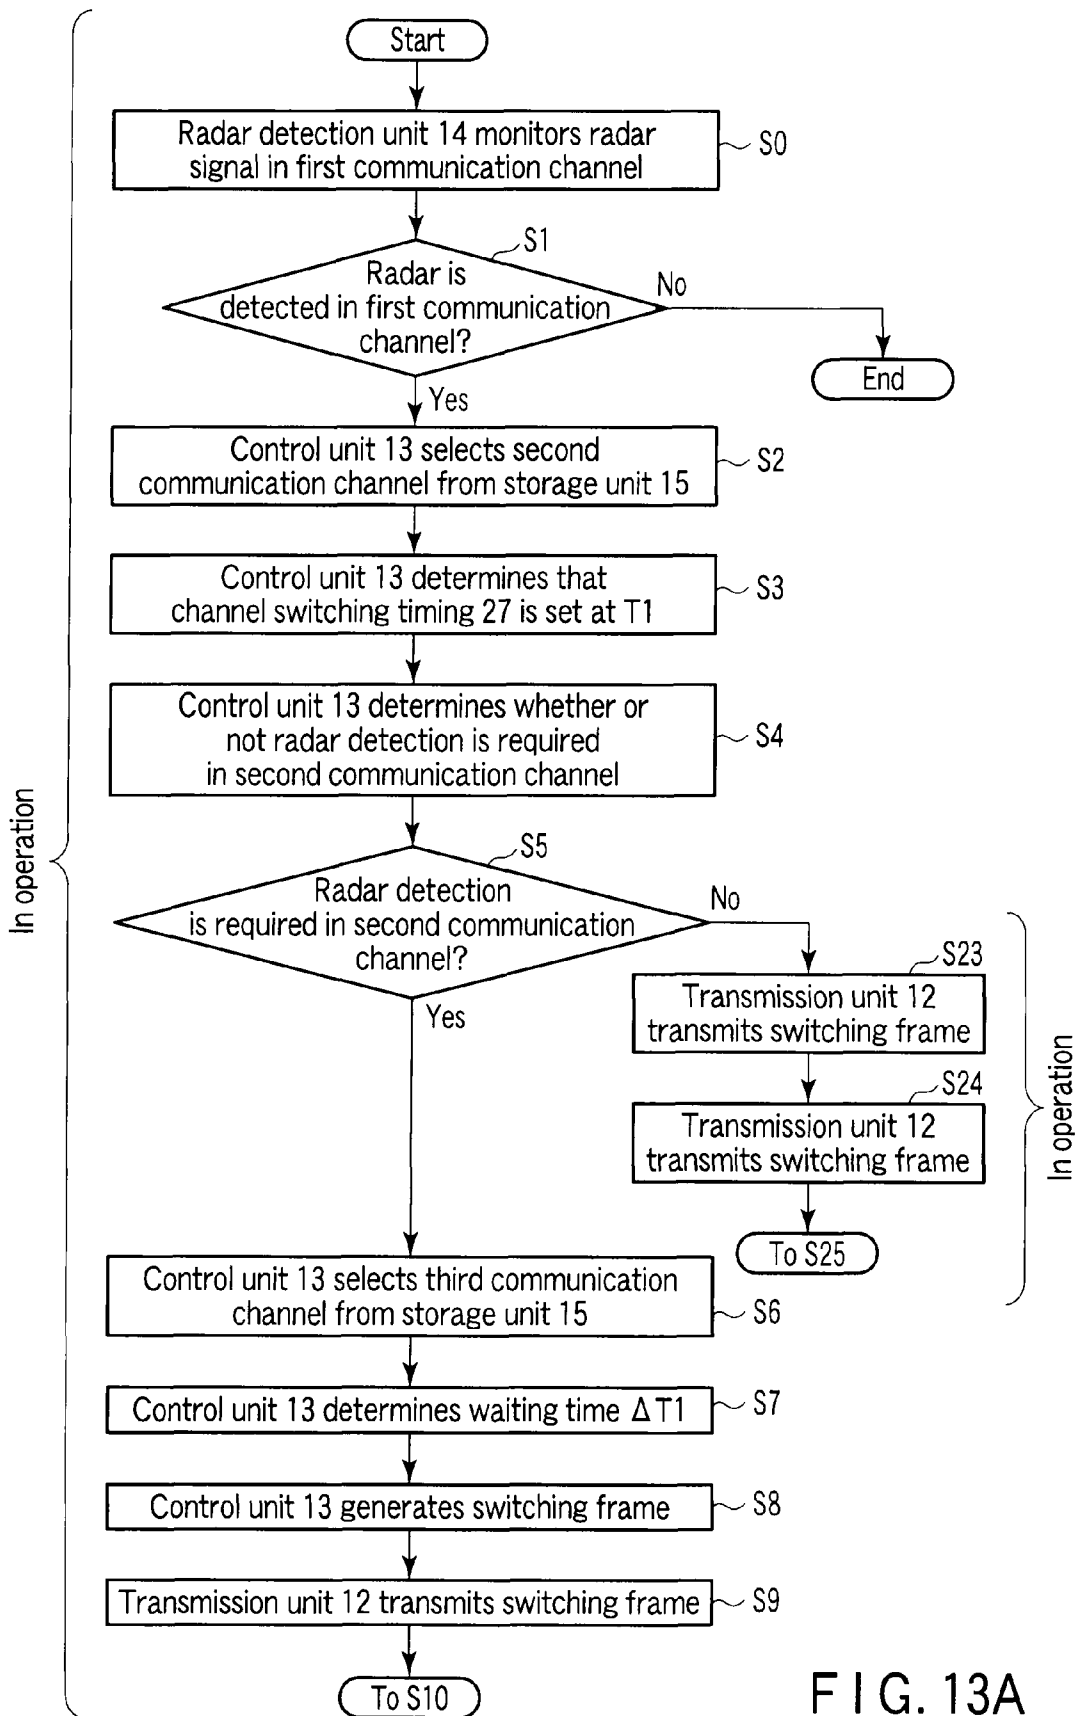 Start
Radar detection unit 14 monitors radar
signal in first communication channel
S0
S1
Radar is
detected in first communication
channel?
No
End
Yes
Control unit 13 selects second
communication channel from storage unit 15
S2
Control unit 13 determines that
channel switching timing 27 is set at T1
S3
Control unit 13 determines whether or
not radar detection is required
in second communication channel
S4
In operation
S5
Radar detection
is required in second communication
channel?
No
Yes
S23
Transmission unit 12
transmits switching frame
S24
Transmission unit 12
transmits switching frame
To S25
In operation
Control unit 13 selects third communication
channel from storage unit 15
S6
Control unit 13 determines waiting time ΔT1
S7
Control unit 13 generates switching frame
S8
Transmission unit 12 transmits switching frame
S9
To S10
FIG. 13A